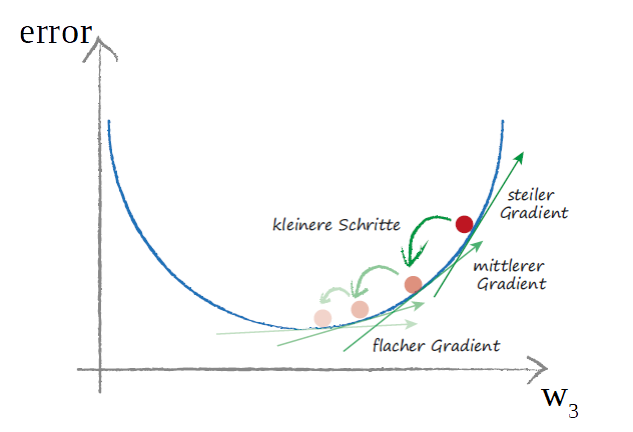 error
steiler
Gradient
kleinere Schritte
mittlerer
Gradient
flacher Gradient
w3